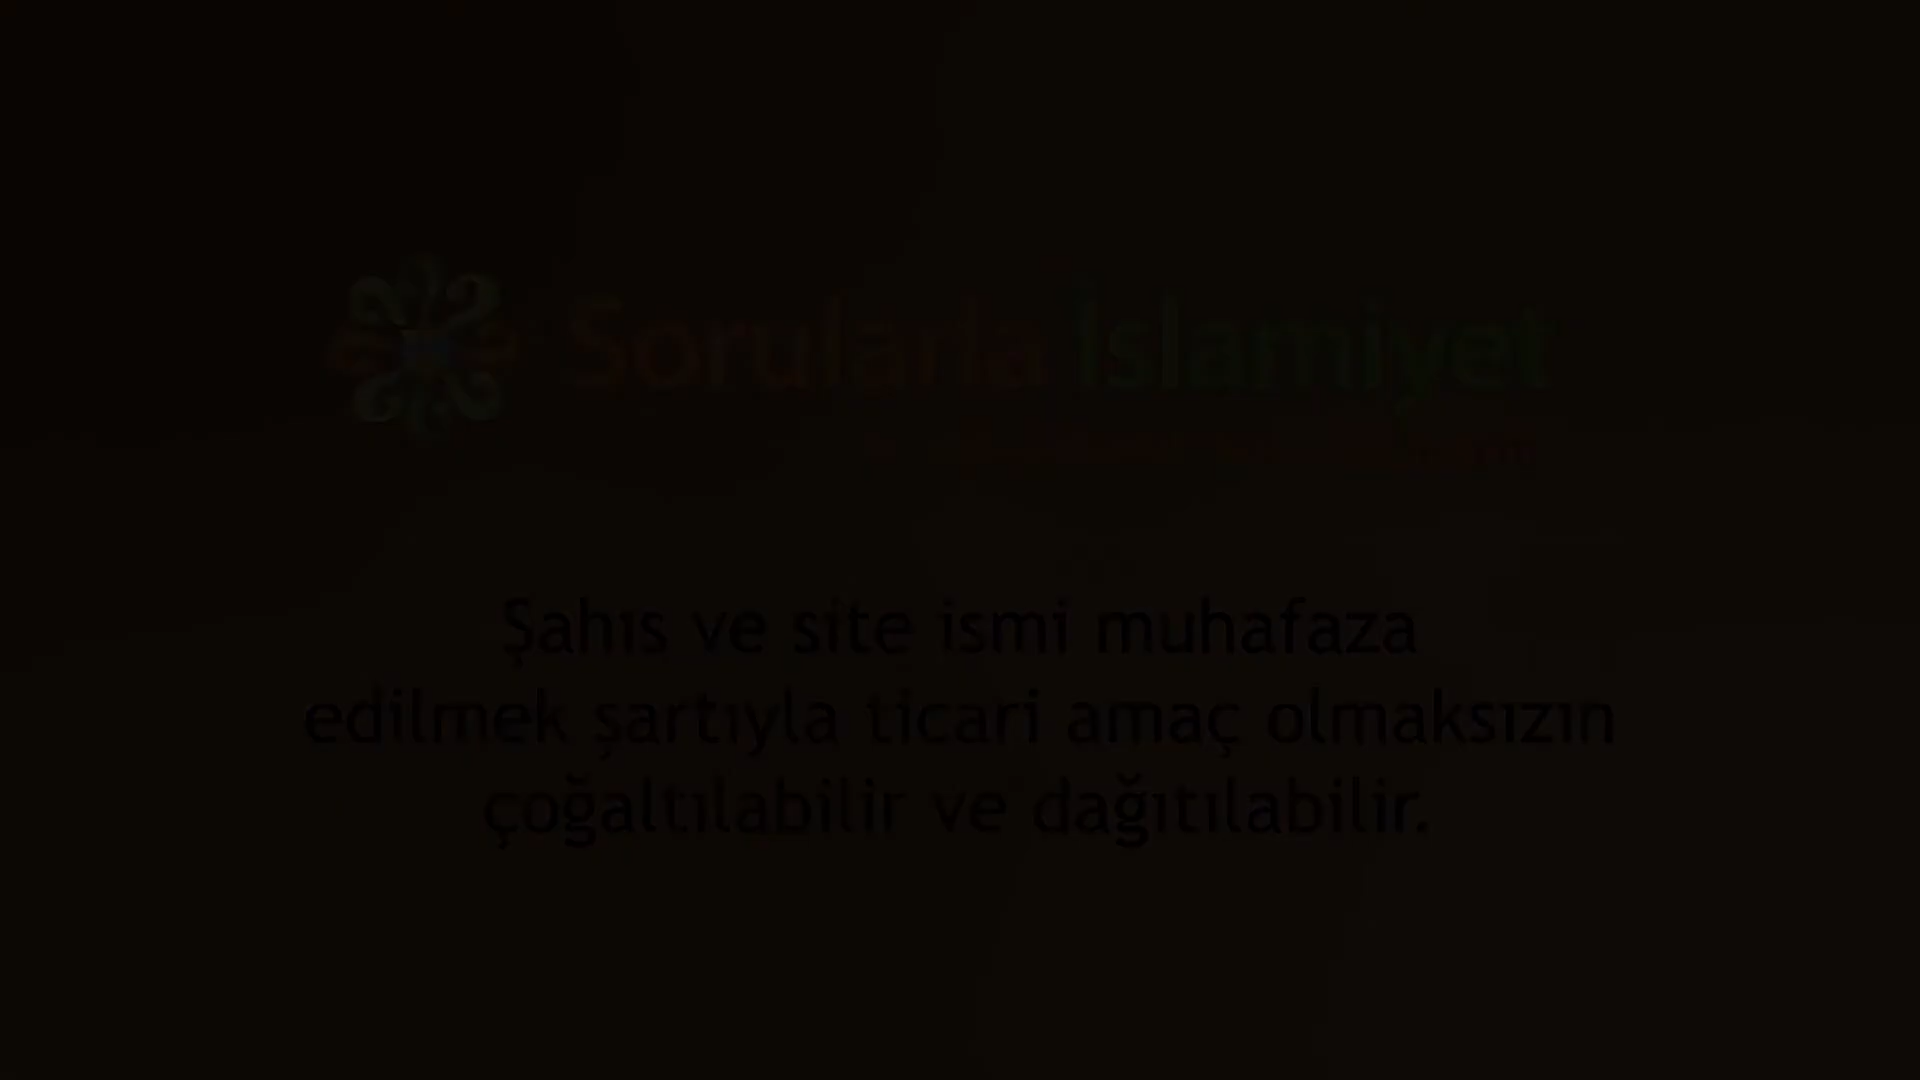 Sorularla İslamiyet
Şahıs ve site ismi muhafaza
edilmek şartıyla ticari amaç olmaksızın
çoğaltılabilir ve dağıtılabilir.